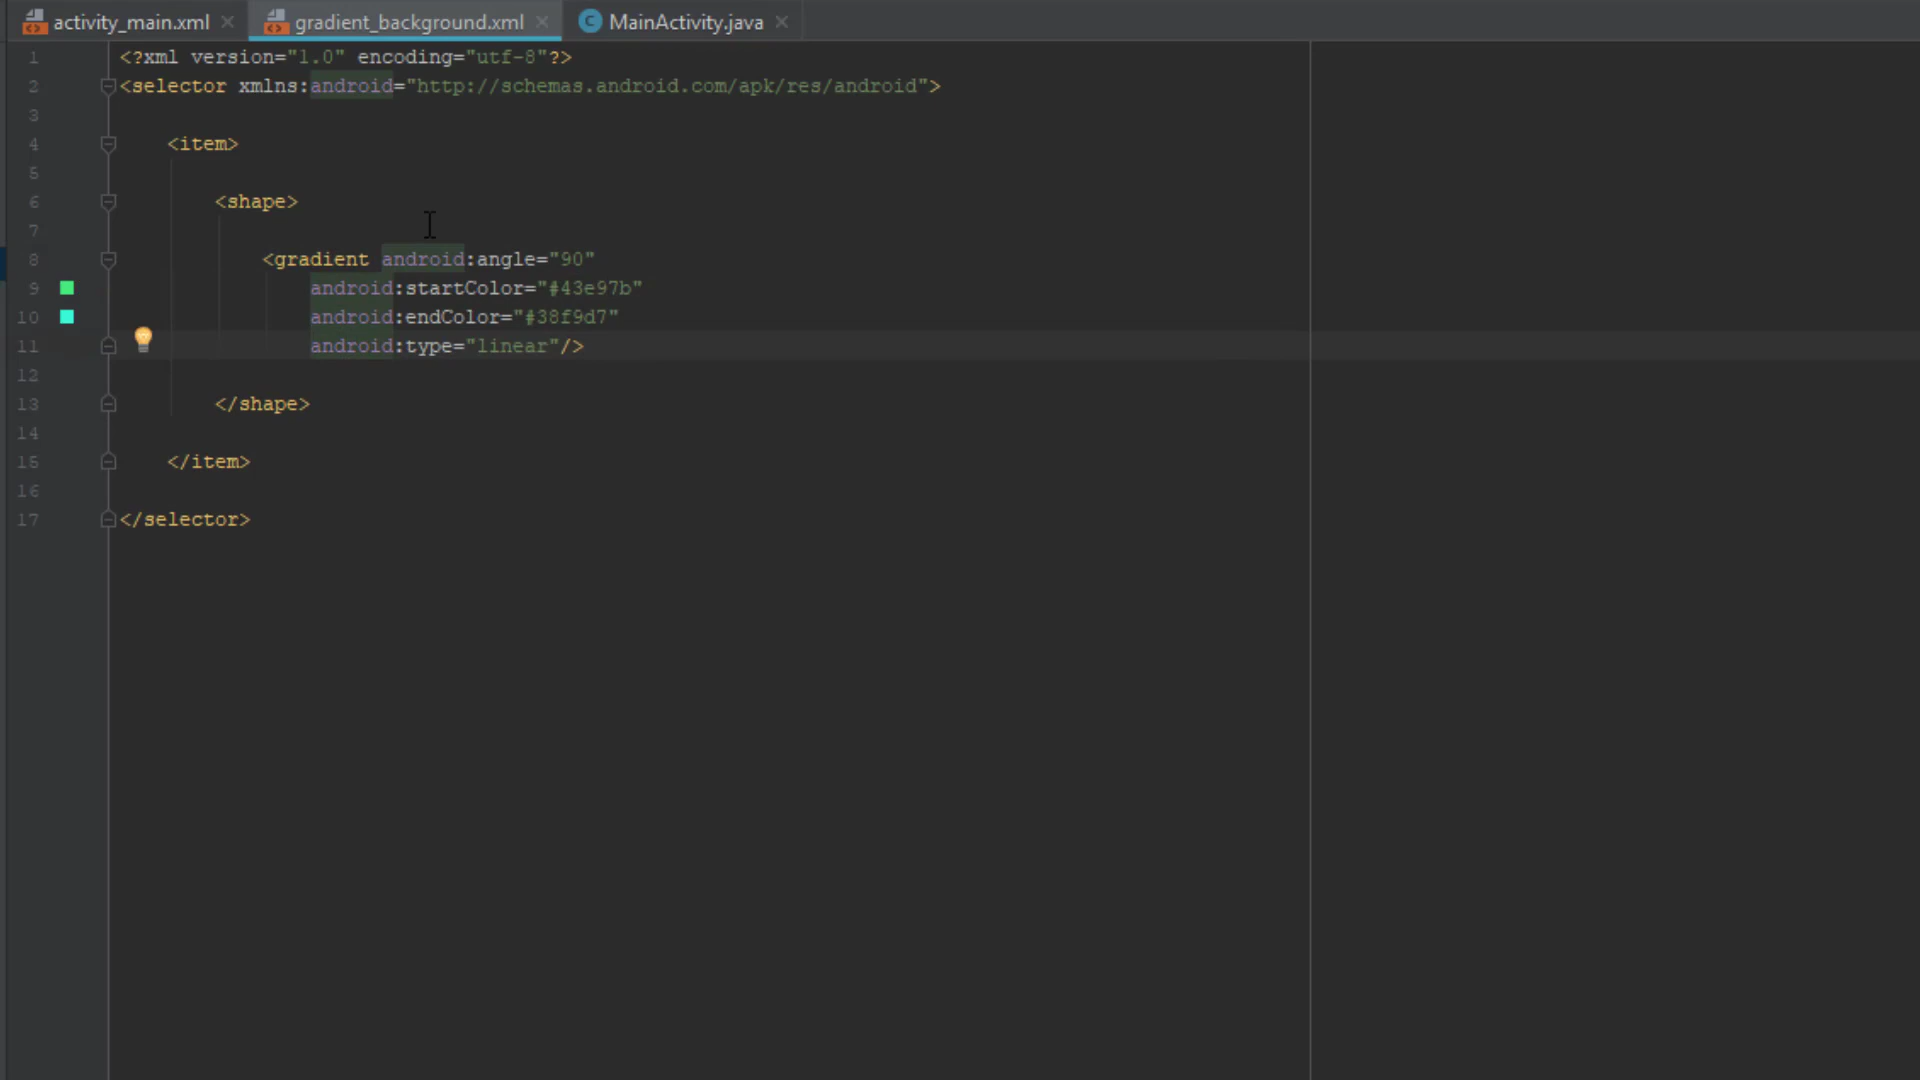 activity_main.xml gradient_background.xml MainActivity.java
1 <?xml version="1.0" encoding="utf-8"?>
2 <selector xmlns:android="http://schemas.android.com/apk/res/android">
3
4 <item>
5
6 <shape>
7
8 <gradient android:angle="90"
9 android:startColor="#43e97b"
10 android:endColor="#38f9d7"
11 android:type="linear"/>
12
13 </shape>
14
15 </item>
16
17 </selector>